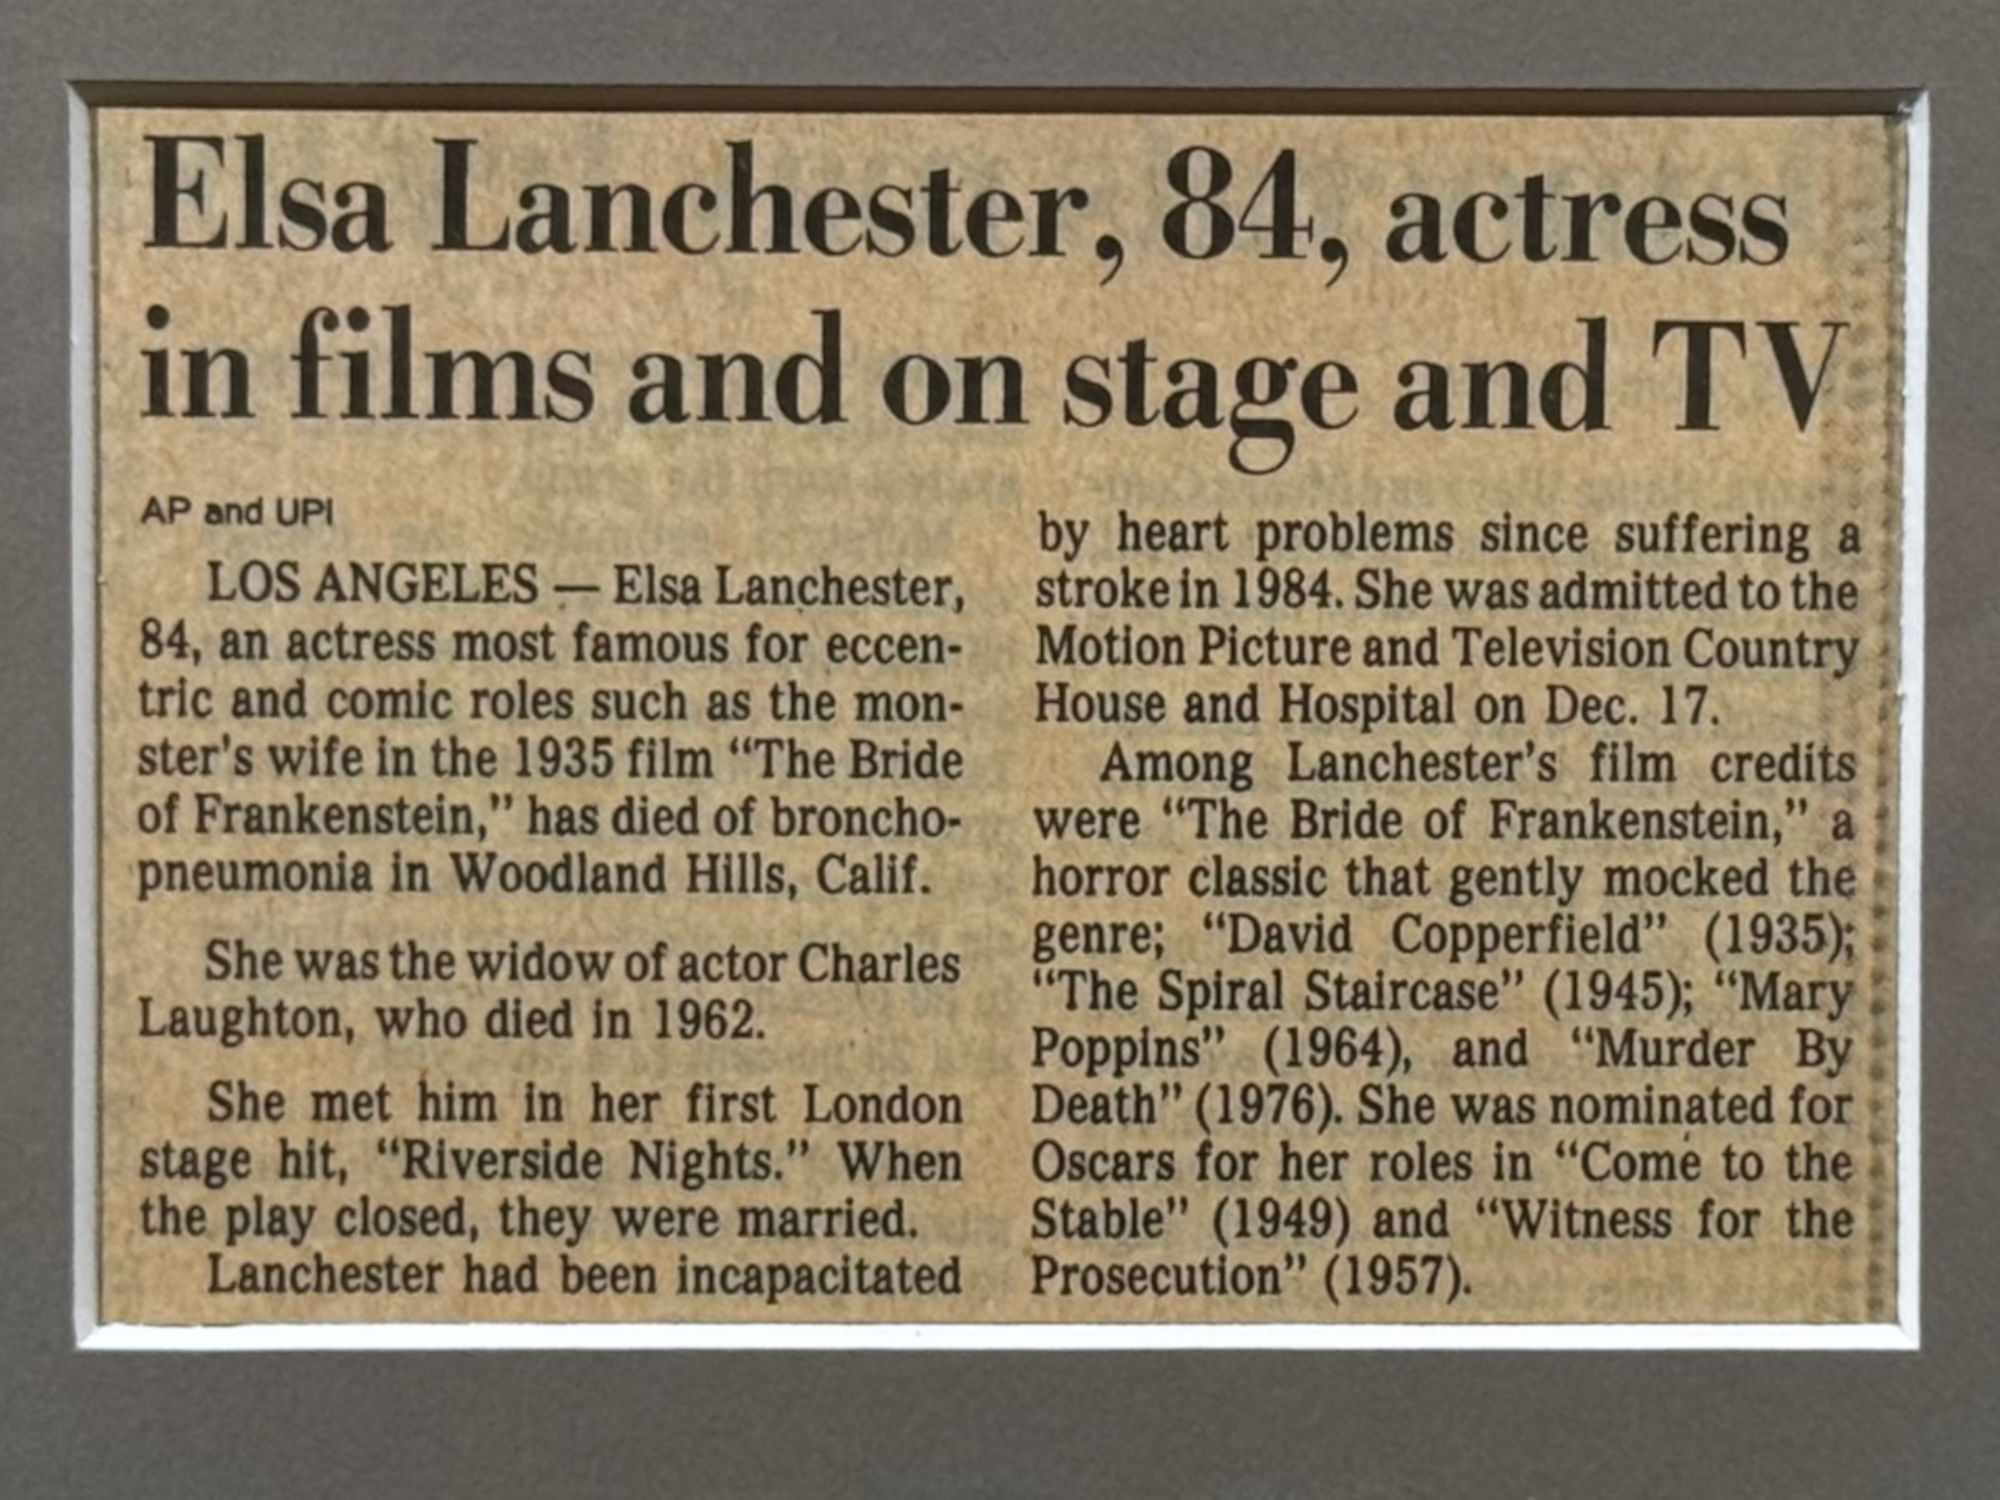 Elsa Lanchester, 84, actress
in films and on stage and TV
AP and UPI
LOS ANGELES — Elsa Lanchester,
84, an actress most famous for eccen-
tric and comic roles such as the mon-
ster's wife in the 1935 film “The Bride
of Frankenstein,” has died of broncho-
pneumonia in Woodland Hills, Calif.
She was the widow of actor Charles
Laughton, who died in 1962.
She met him in her first London
stage hit, “Riverside Nights.” When
the play closed, they were married.
Lanchester had been incapacitated
by heart problems since suffering a
stroke in 1984. She was admitted to the
Motion Picture and Television Country
House and Hospital on Dec. 17.
Among Lanchester's film credits
were “The Bride of Frankenstein,” a
horror classic that gently mocked the
genre; “David Copperfield” (1935);
“The Spiral Staircase” (1945); “Mary
Poppins” (1964), and “Murder By
Death” (1976). She was nominated for
Oscars for her roles in “Come to the
Stable” (1949) and “Witness for the
Prosecution” (1957).